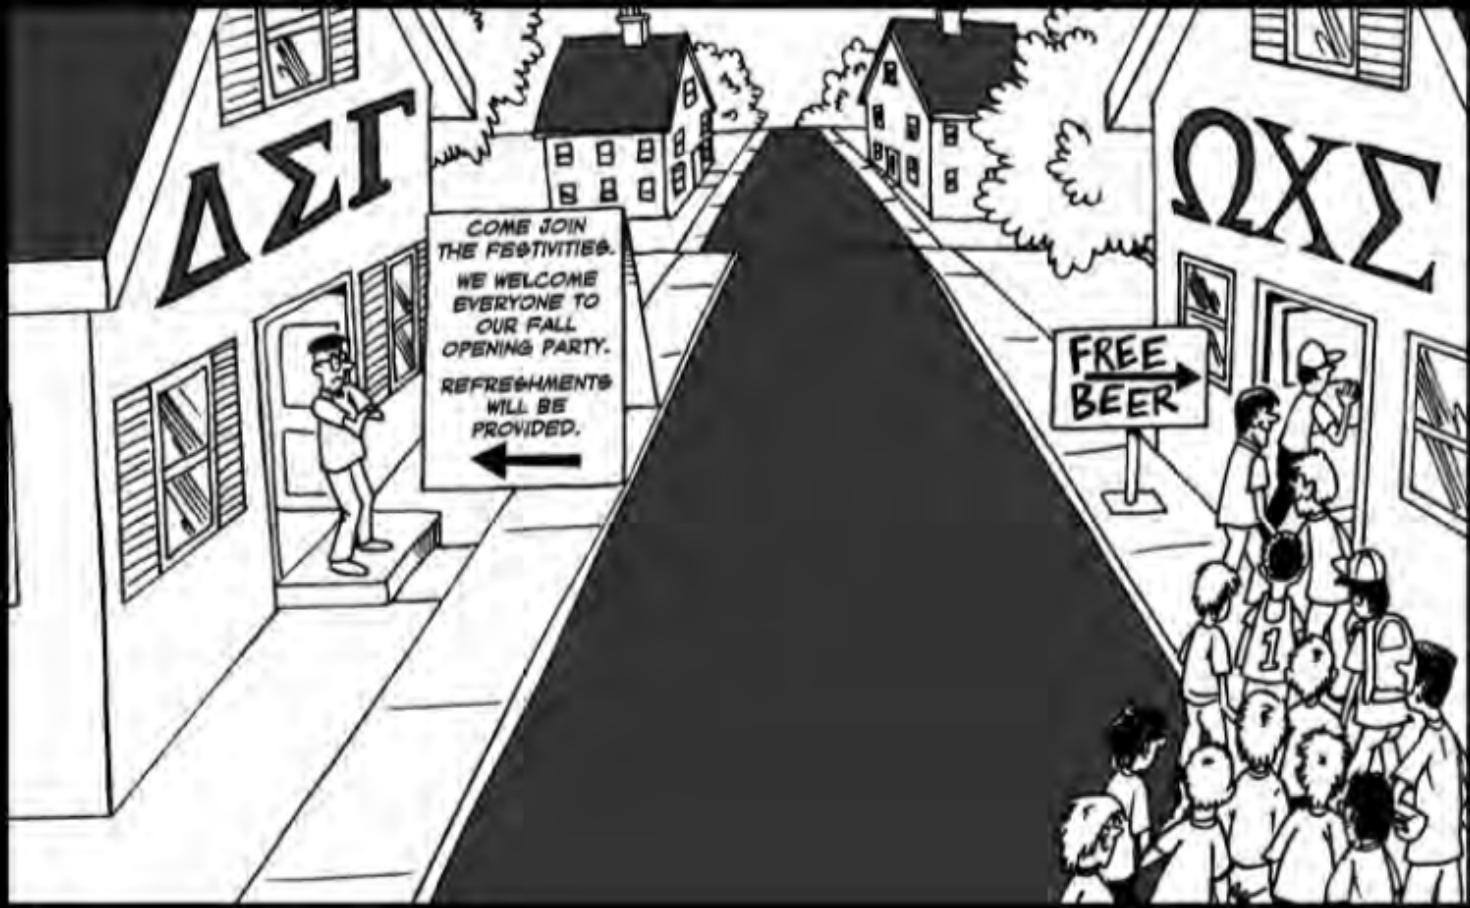 ΔΣΓ
COME JOIN
THE FESTIVITIES.
WE WELCOME
EVERYONE TO
OUR FALL
OPENING PARTY.
REFRESHMENTS
WILL BE
PROVIDED.
ΩΧΣ
FREE
BEER
1